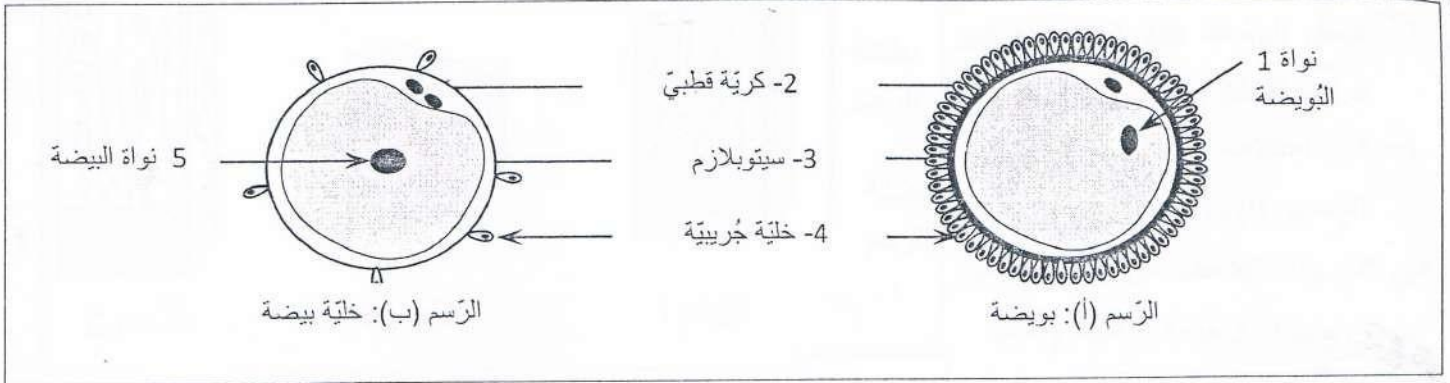 نواة 1
البُويضة
2- كريّة قطبيّ
3- سيتوبلازم
4- خليّة جُريبيّة
5 نواة البيضة
الرّسم (أ): بويضة
الرّسم (ب): خليّة بيضة